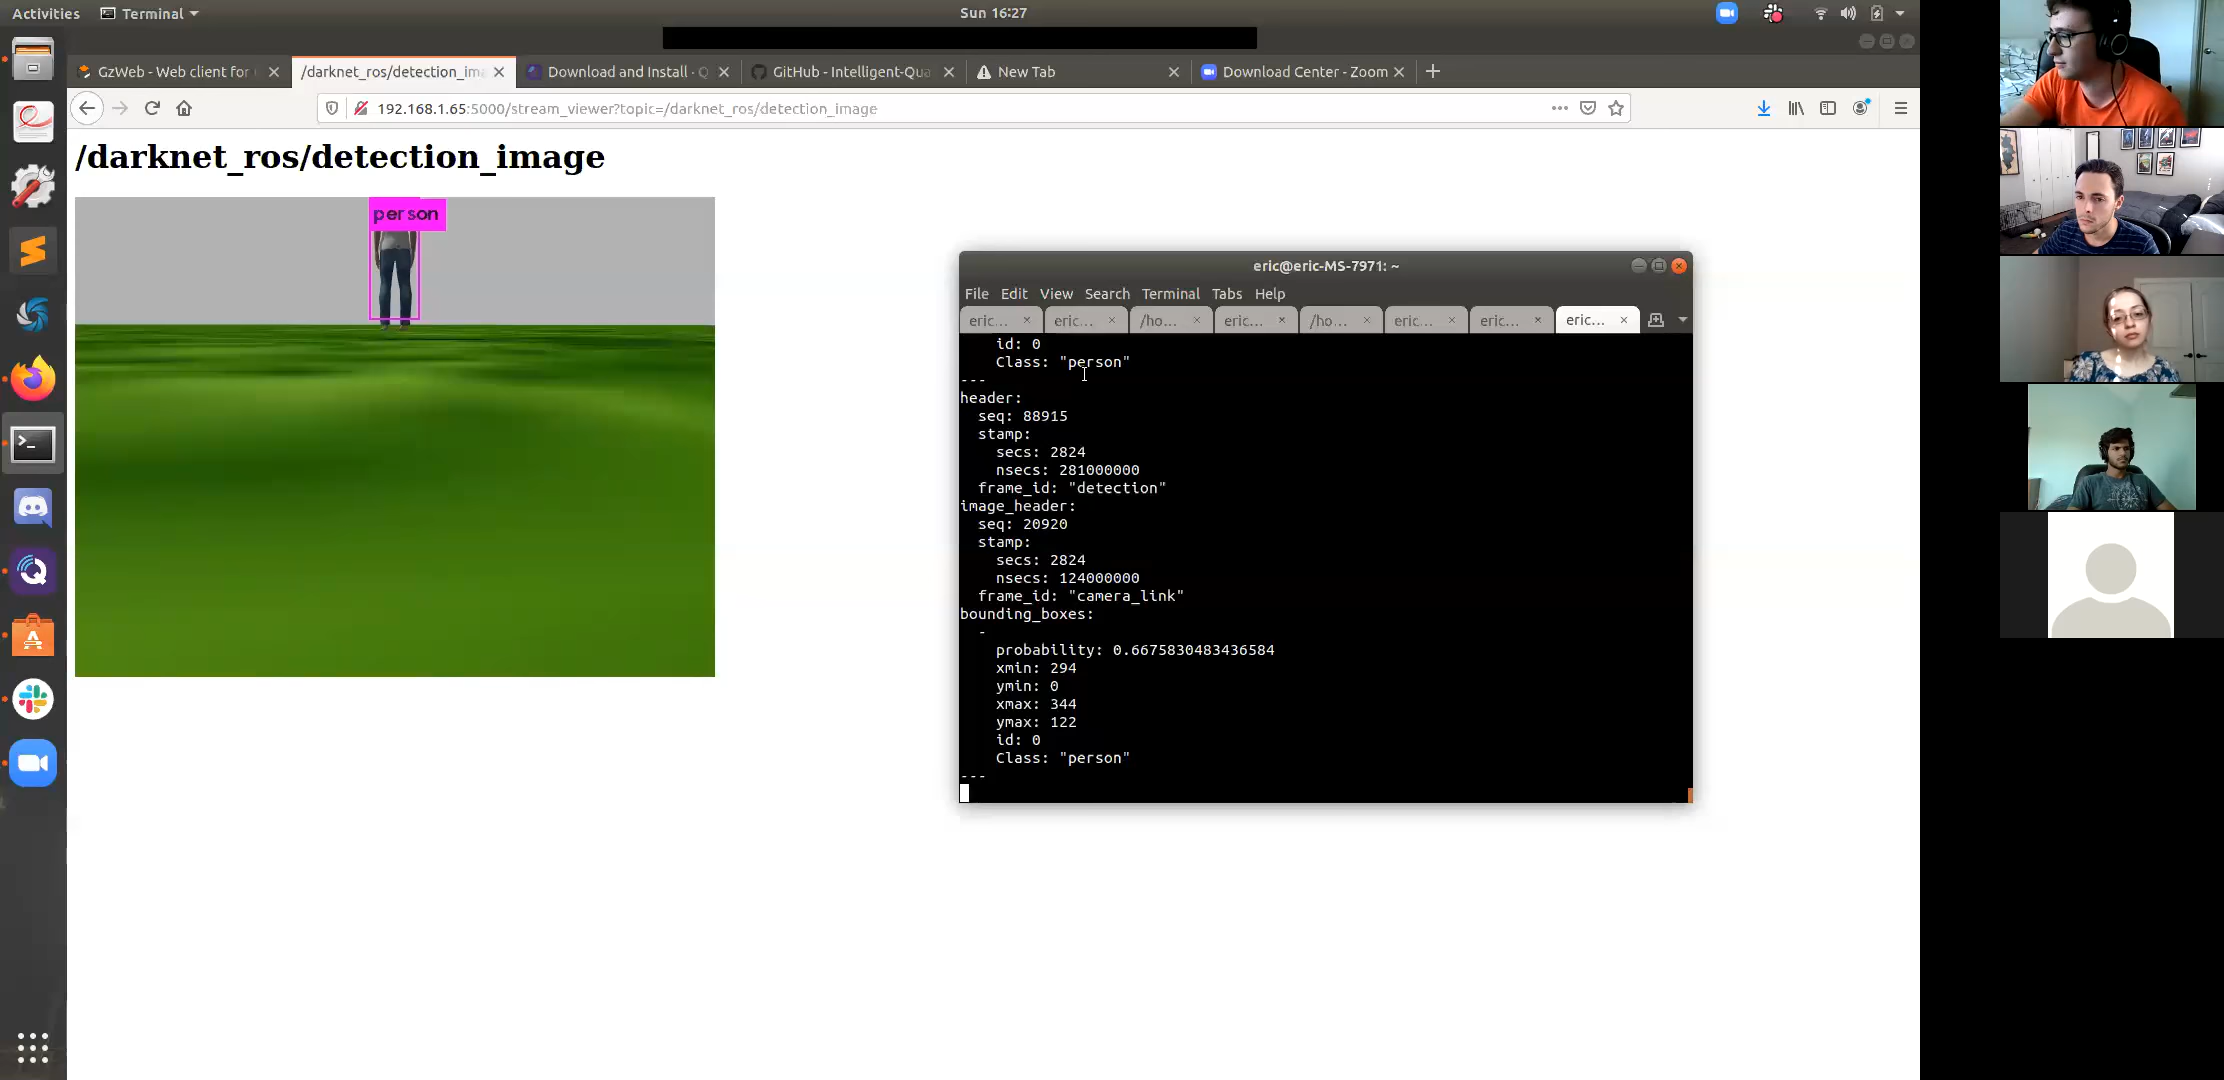 Activities
Terminal
Sun 16:27
GzWeb - Web client for
/darknet_ros/detection_ima
Download and Install - Q
GitHub - Intelligent-Qua
New Tab
Download Center - Zoom
192.168.1.65:5000/stream_viewer?topic=/darknet_ros/detection_image
/darknet_ros/detection_image
person
eric@eric-MS-7971: ~
File Edit View Search Terminal Tabs Help
eric...
eric...
/ho...
eric...
/ho...
eric...
eric...
eric...
id: 0
Class: "person"
---
header:
seq: 88915
stamp:
secs: 2824
nsecs: 281000000
frame_id: "detection"
image_header:
seq: 20920
stamp:
secs: 2824
nsecs: 124000000
frame_id: "camera_link"
bounding_boxes:
-
probability: 0.6675830483436584
xmin: 294
ymin: 0
xmax: 344
ymax: 122
id: 0
Class: "person"
---